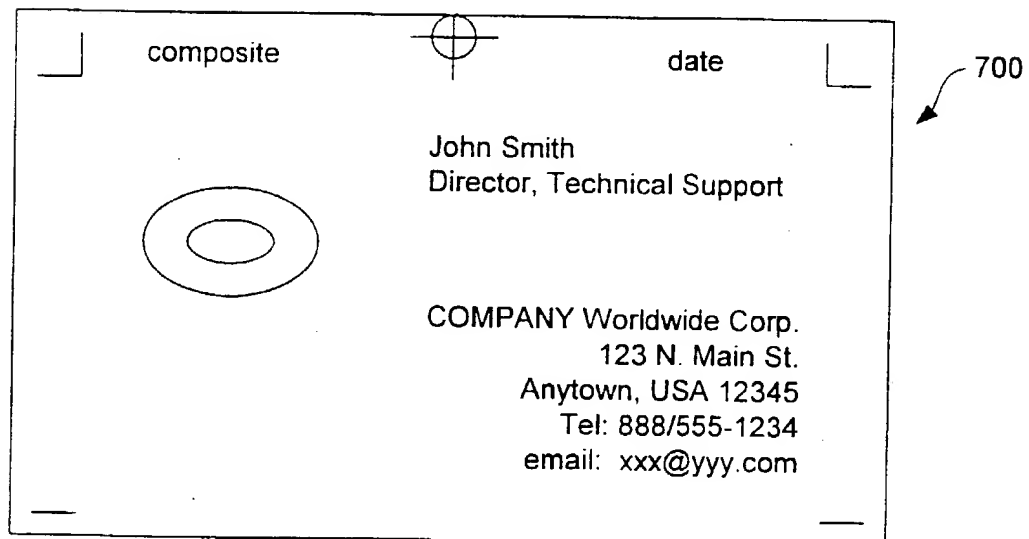 composite
date
700
John Smith
Director, Technical Support
COMPANY Worldwide Corp.
123 N. Main St.
Anytown, USA 12345
Tel: 888/555-1234
email: xxx@yyy.com